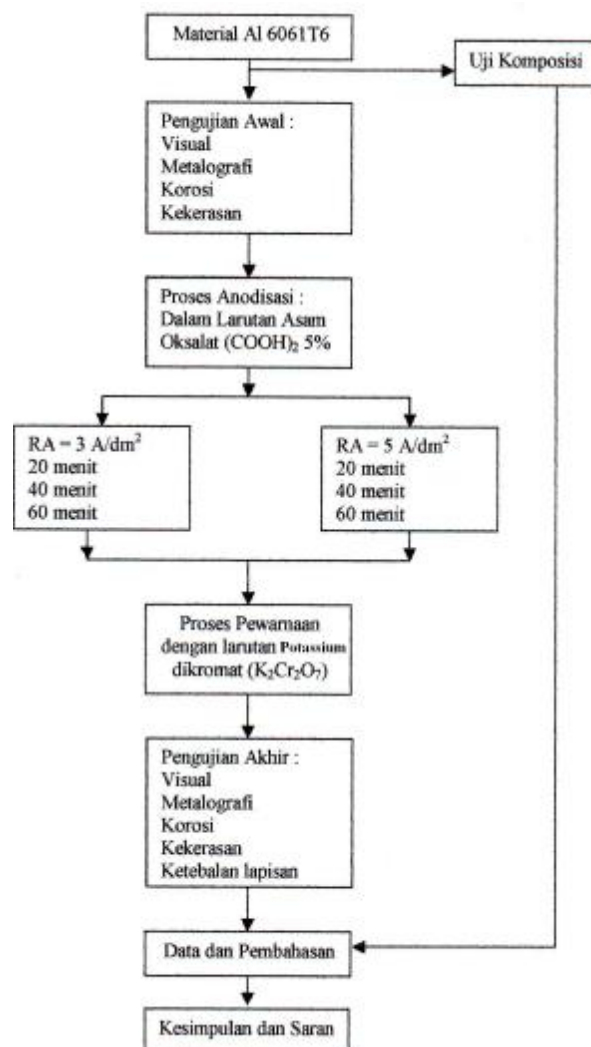 Material Al 6061T6
Uji Komposisi
Pengujian Awal :
Visual
Metalografi
Korosi
Kekerasan
Proses Anodisasi :
Dalam Larutan Asam
Oksalat (COOH)₂ 5%
RA = 3 A/dm²
20 menit
40 menit
60 menit
RA = 5 A/dm²
20 menit
40 menit
60 menit
Proses Pewarnaan
dengan larutan Potassium
dikromat (K₂Cr₂O₇)
Pengujian Akhir :
Visual
Metalografi
Korosi
Kekerasan
Ketebalan lapisan
Data dan Pembahasan
Kesimpulan dan Saran